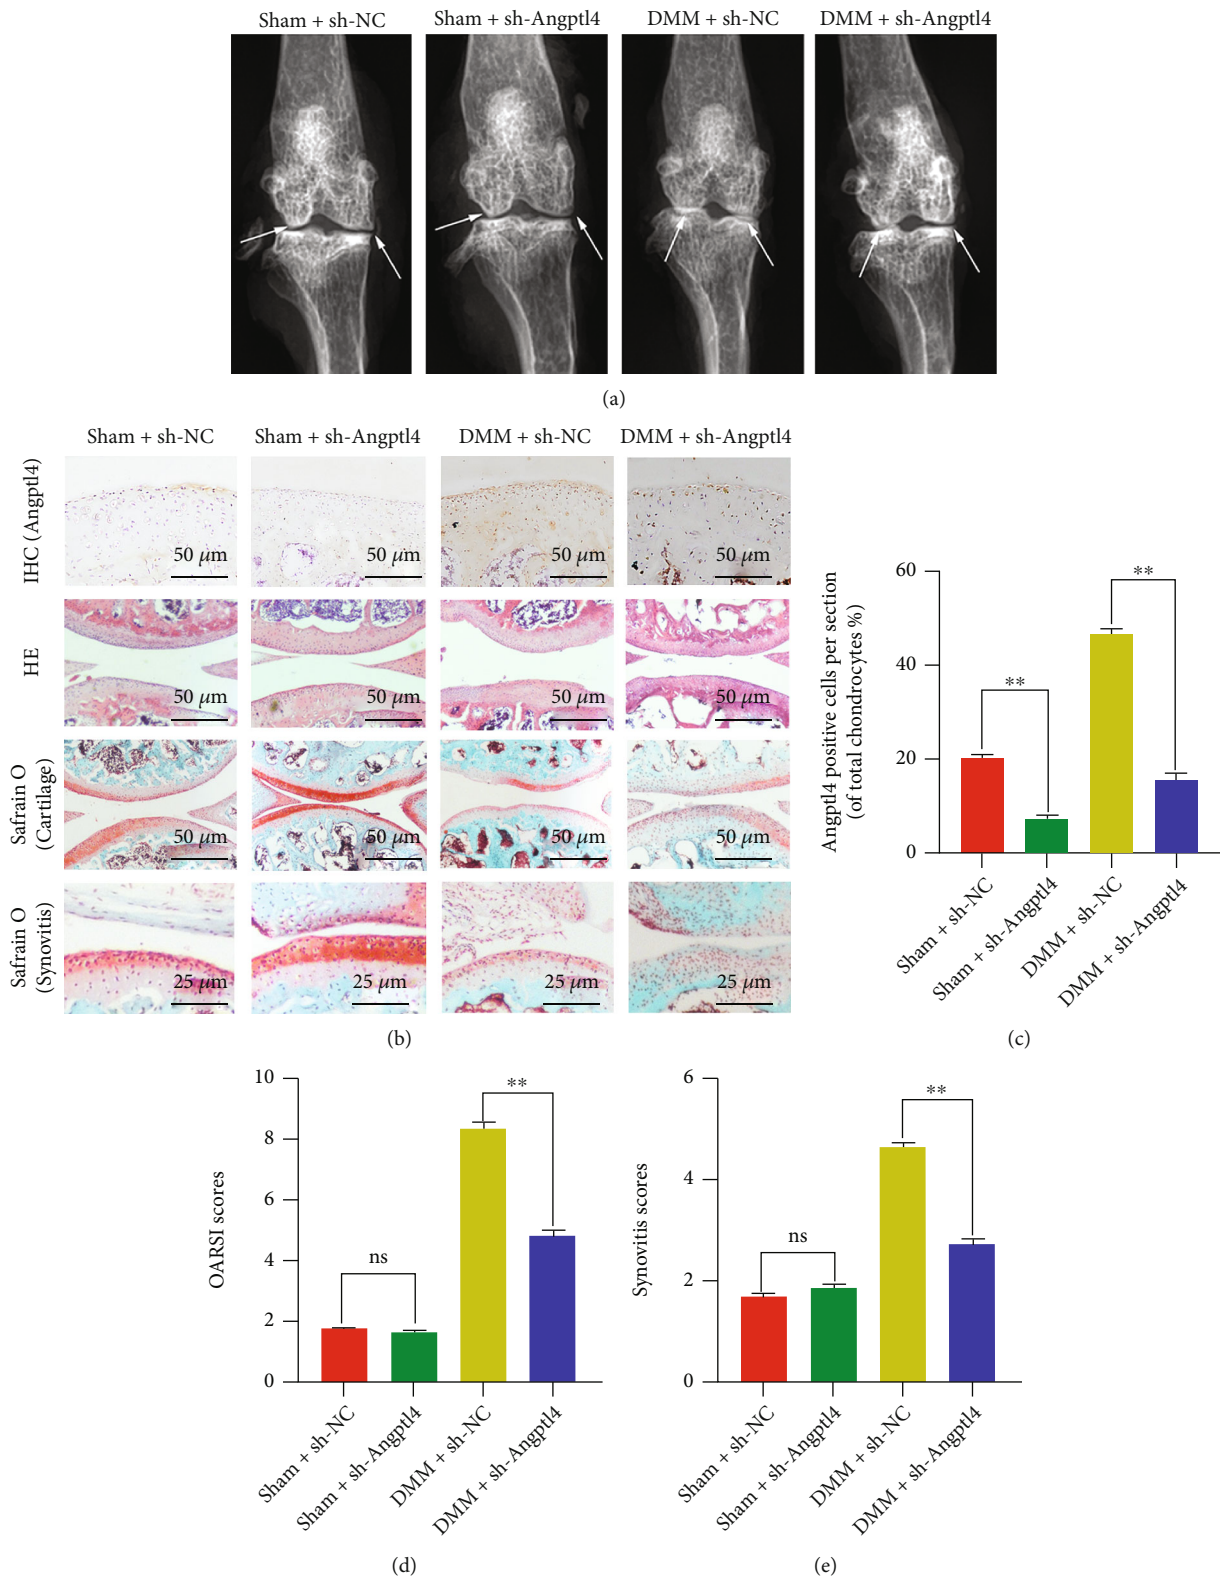 Sham + sh-NC
Sham + sh-Angptl4
DMM + sh-NC
DMM + sh-Angptl4
(a)
Sham + sh-NC
Sham + sh-Angptl4
DMM + sh-NC
DMM + sh-Angptl4
IHC (Angptl4)
50 μm
50 μm
50 μm
50 μm
HE
50 μm
50 μm
50 μm
50 μm
Safrain O
(Cartilage)
50 μm
50 μm
50 μm
50 μm
Safrain O
(Synovitis)
25 μm
25 μm
25 μm
25 μm
(b)
Angptl4 positive cells per section
(of total chondrocytes %)
60
40
20
0
**
**
Sham + sh-NC
Sham + sh-Angptl4
DMM + sh-NC
DMM + sh-Angptl4
(c)
OARSI scores
10
8
6
4
2
0
ns
**
Sham + sh-NC
Sham + sh-Angptl4
DMM + sh-NC
DMM + sh-Angptl4
(d)
Synovitis scores
6
4
2
0
ns
**
Sham + sh-NC
Sham + sh-Angptl4
DMM + sh-NC
DMM + sh-Angptl4
(e)